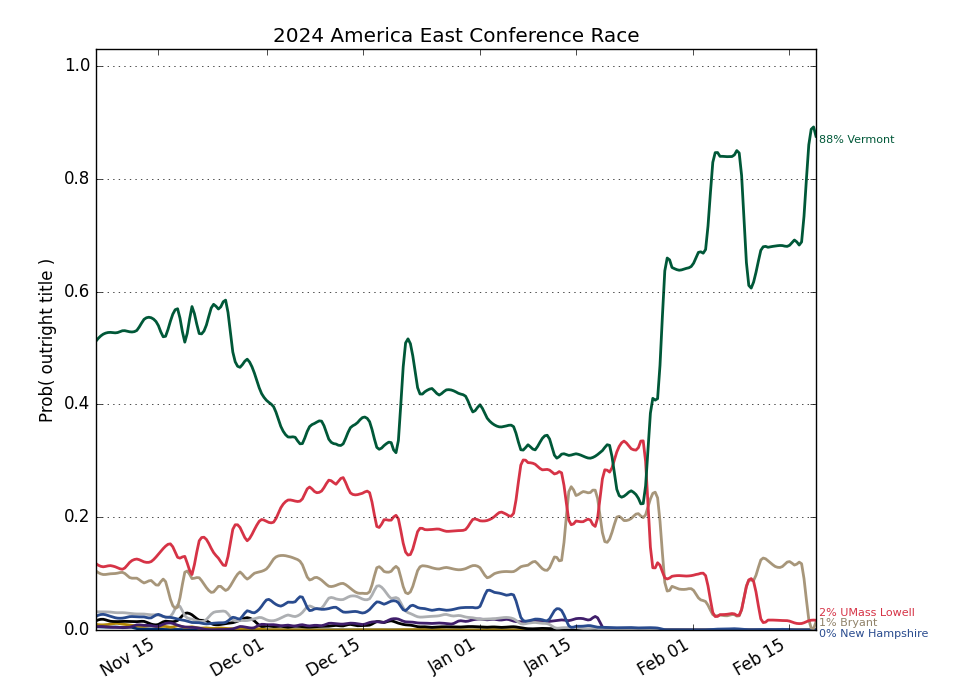 2024 America East Conference Race
Prob( outright title )
1.0
0.8
0.6
0.4
0.2
0.0
Nov 15
Dec 01
Dec 15
Jan 01
Jan 15
Feb 01
Feb 15
88% Vermont
2% UMass Lowell
1% Bryant
0% New Hampshire